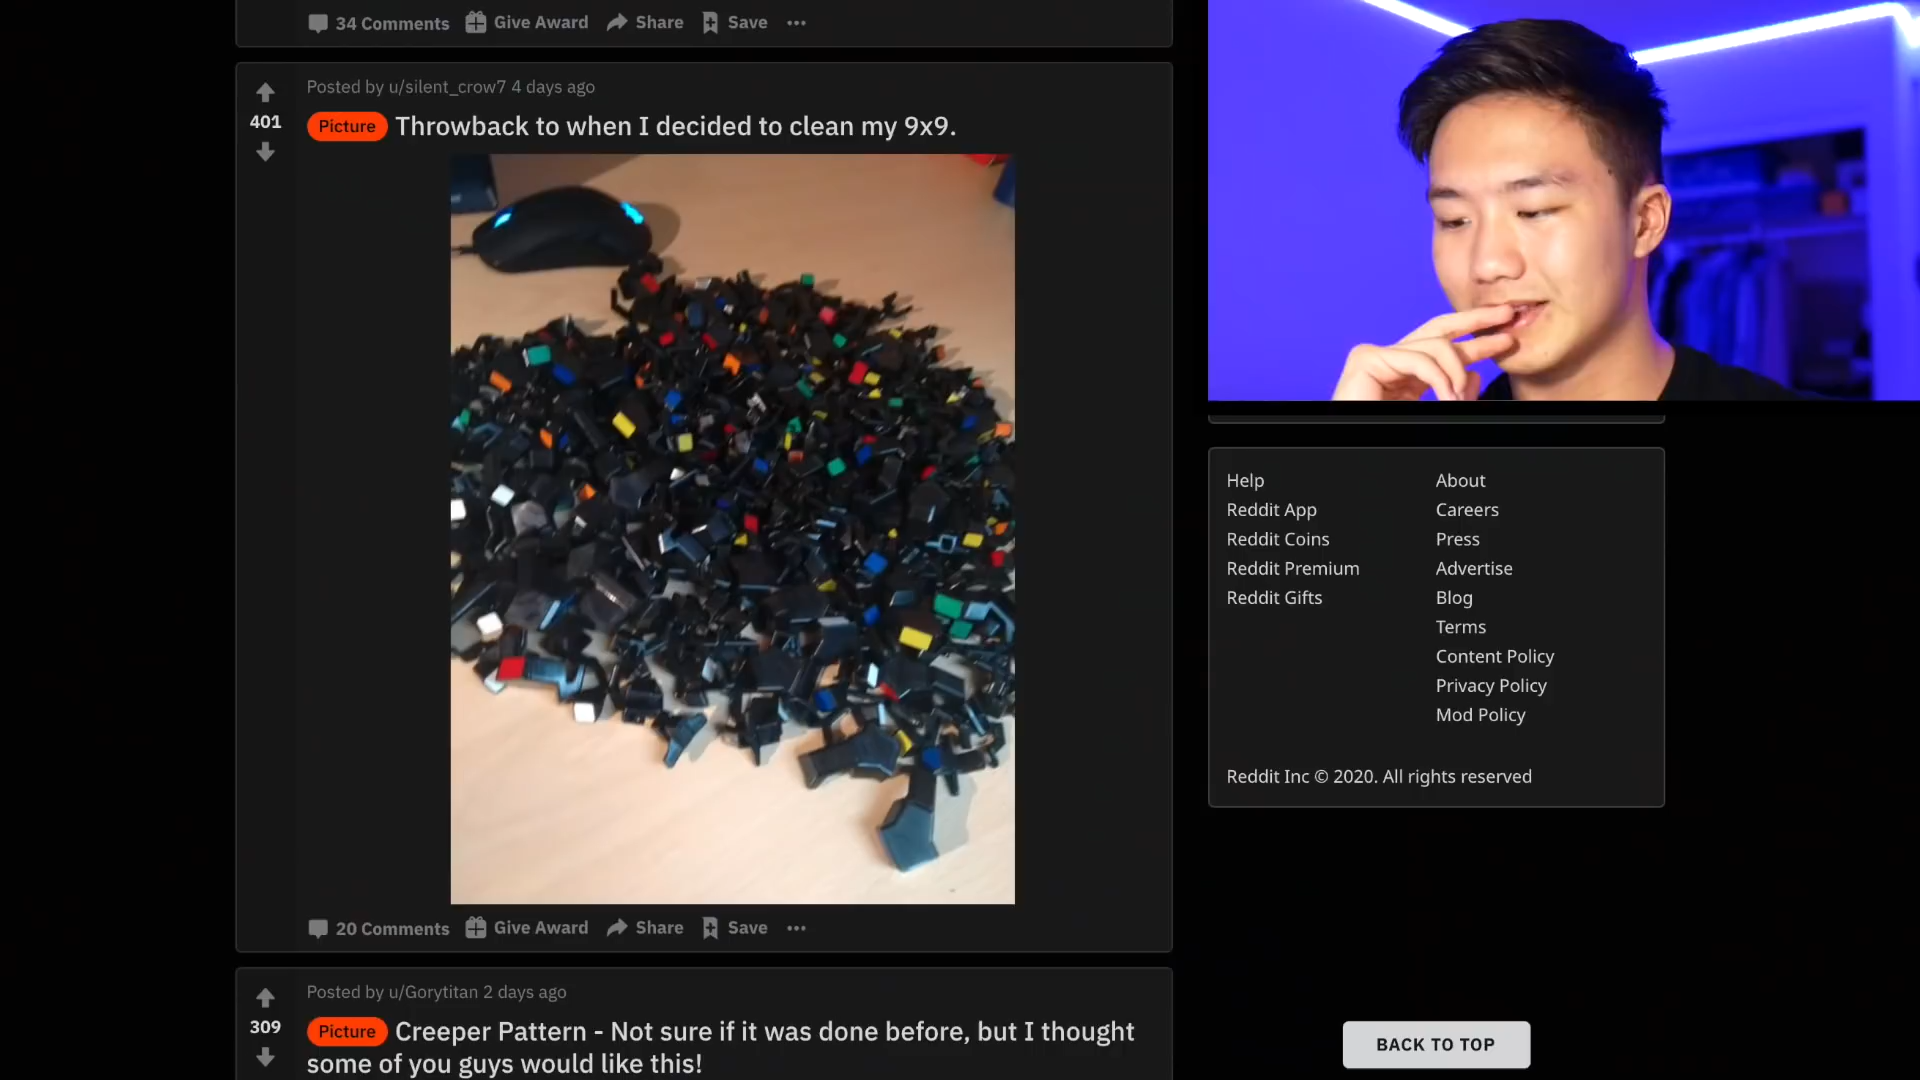 34 Comments Give Award Share Save
Posted by u/silent_crow7 4 days ago
401
Picture Throwback to when I decided to clean my 9x9.
20 Comments Give Award Share Save
Posted by u/Gorytitan 2 days ago
309
Picture Creeper Pattern - Not sure if it was done before, but I thought
some of you guys would like this!
Help About
Reddit App Careers
Reddit Coins Press
Reddit Premium Advertise
Reddit Gifts Blog
Terms
Content Policy
Privacy Policy
Mod Policy
Reddit Inc © 2020. All rights reserved
BACK TO TOP